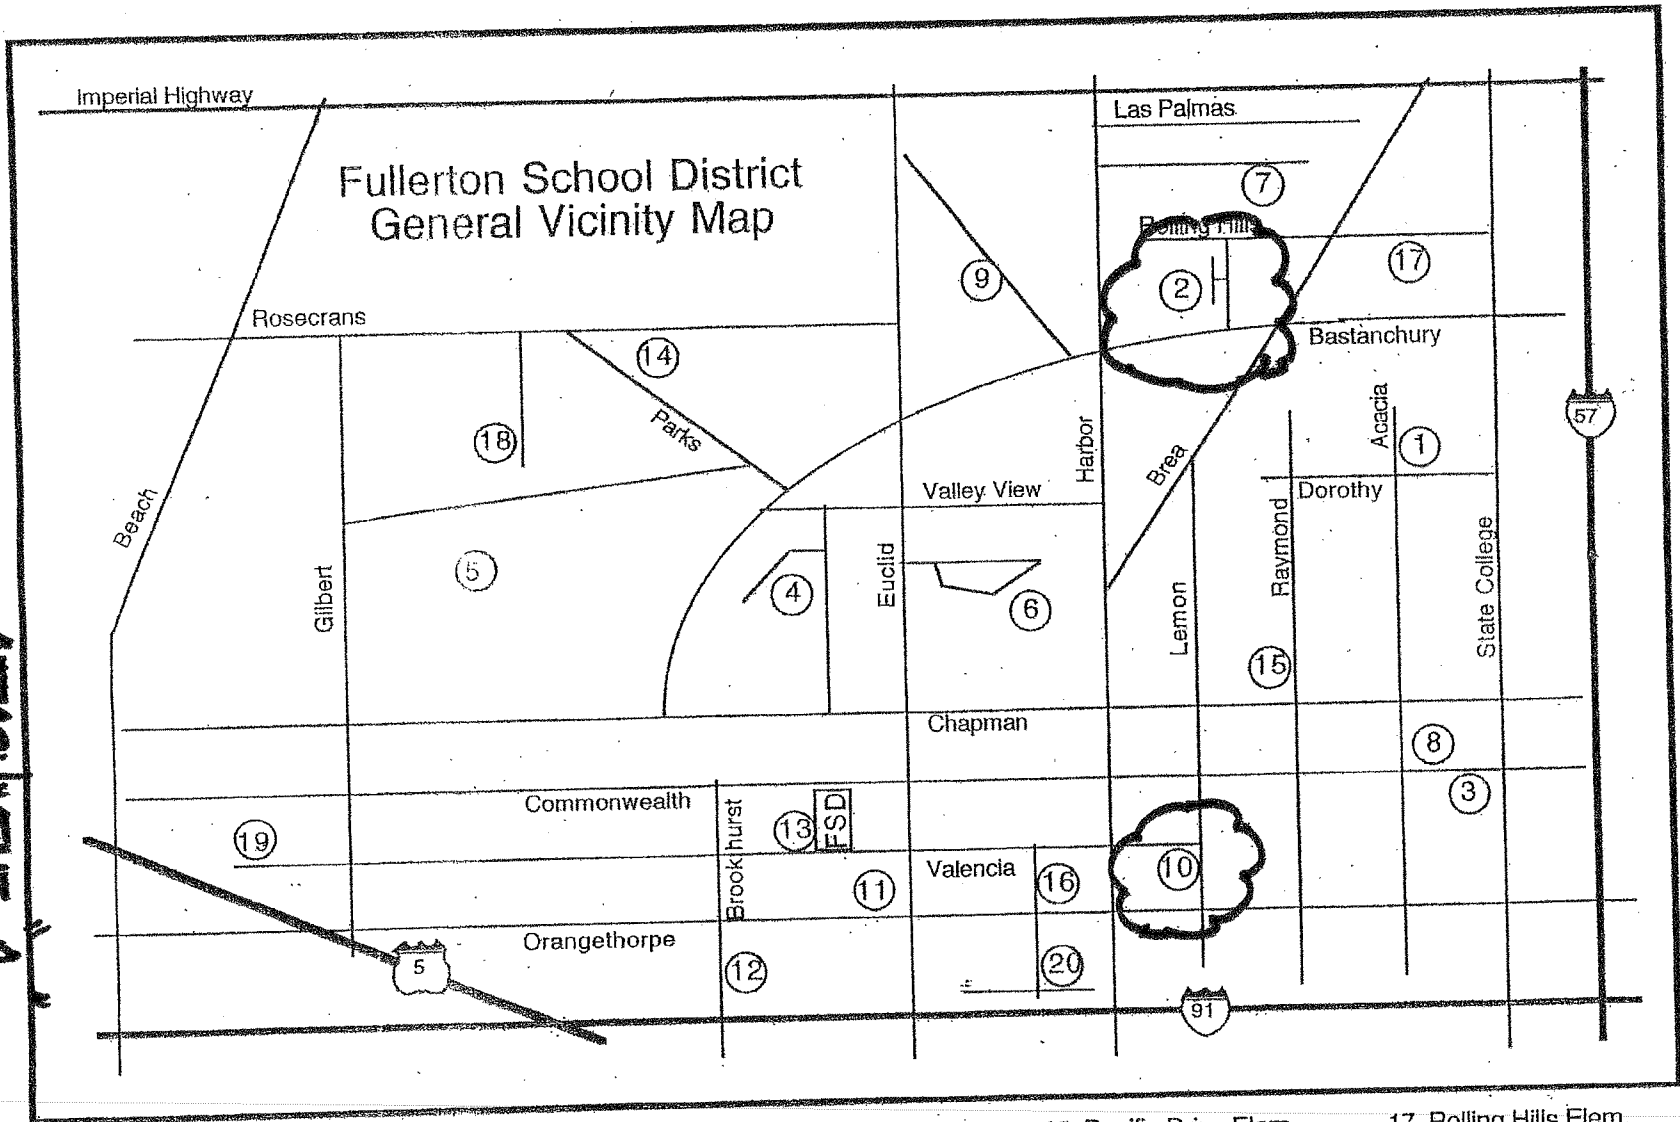 Imperial Highway
Las Palmas
Fullerton School District
General Vicinity Map
7
Rolling Hills
17
9
2
Rosecrans
Bastanchury
14
Parks
18
Harbor
Brea
Acacia
1
57
Beach
Valley View
Dorothy
Gilbert
5
4
Euclid
6
Lemon
Raymond
State College
15
Chapman
8
Commonwealth
3
19
Brookhurst
13
FSD
Valencia
10
11
16
Orangethorpe
5
12
20
91
17 Rolling Hills Elem